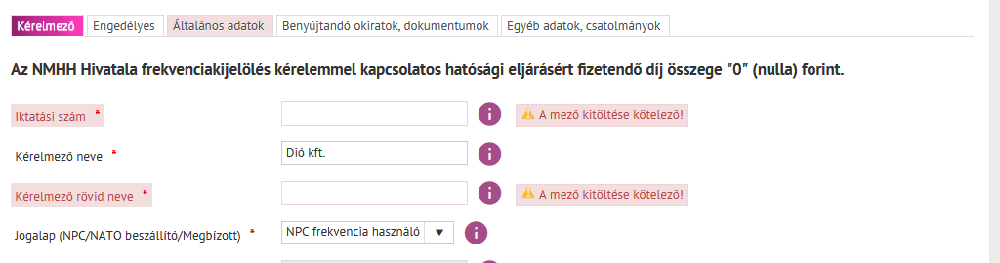 Kérelmező Engedélyes Általános adatok Benyújtandó okiratok, dokumentumok Egyéb adatok, csatolmányok
Az NMHH Hivatala frekvenciakijelölés kérelemmel kapcsolatos hatósági eljárásért fizetendő díj összege "0" (nulla) forint.
Iktatási szám * A mező kitöltése kötelező!
Kérelmező neve * Dió kft.
Kérelmező rövid neve * A mező kitöltése kötelező!
Jogalap (NPC/NATO beszállító/Megbízott) * NPC frekvencia használó